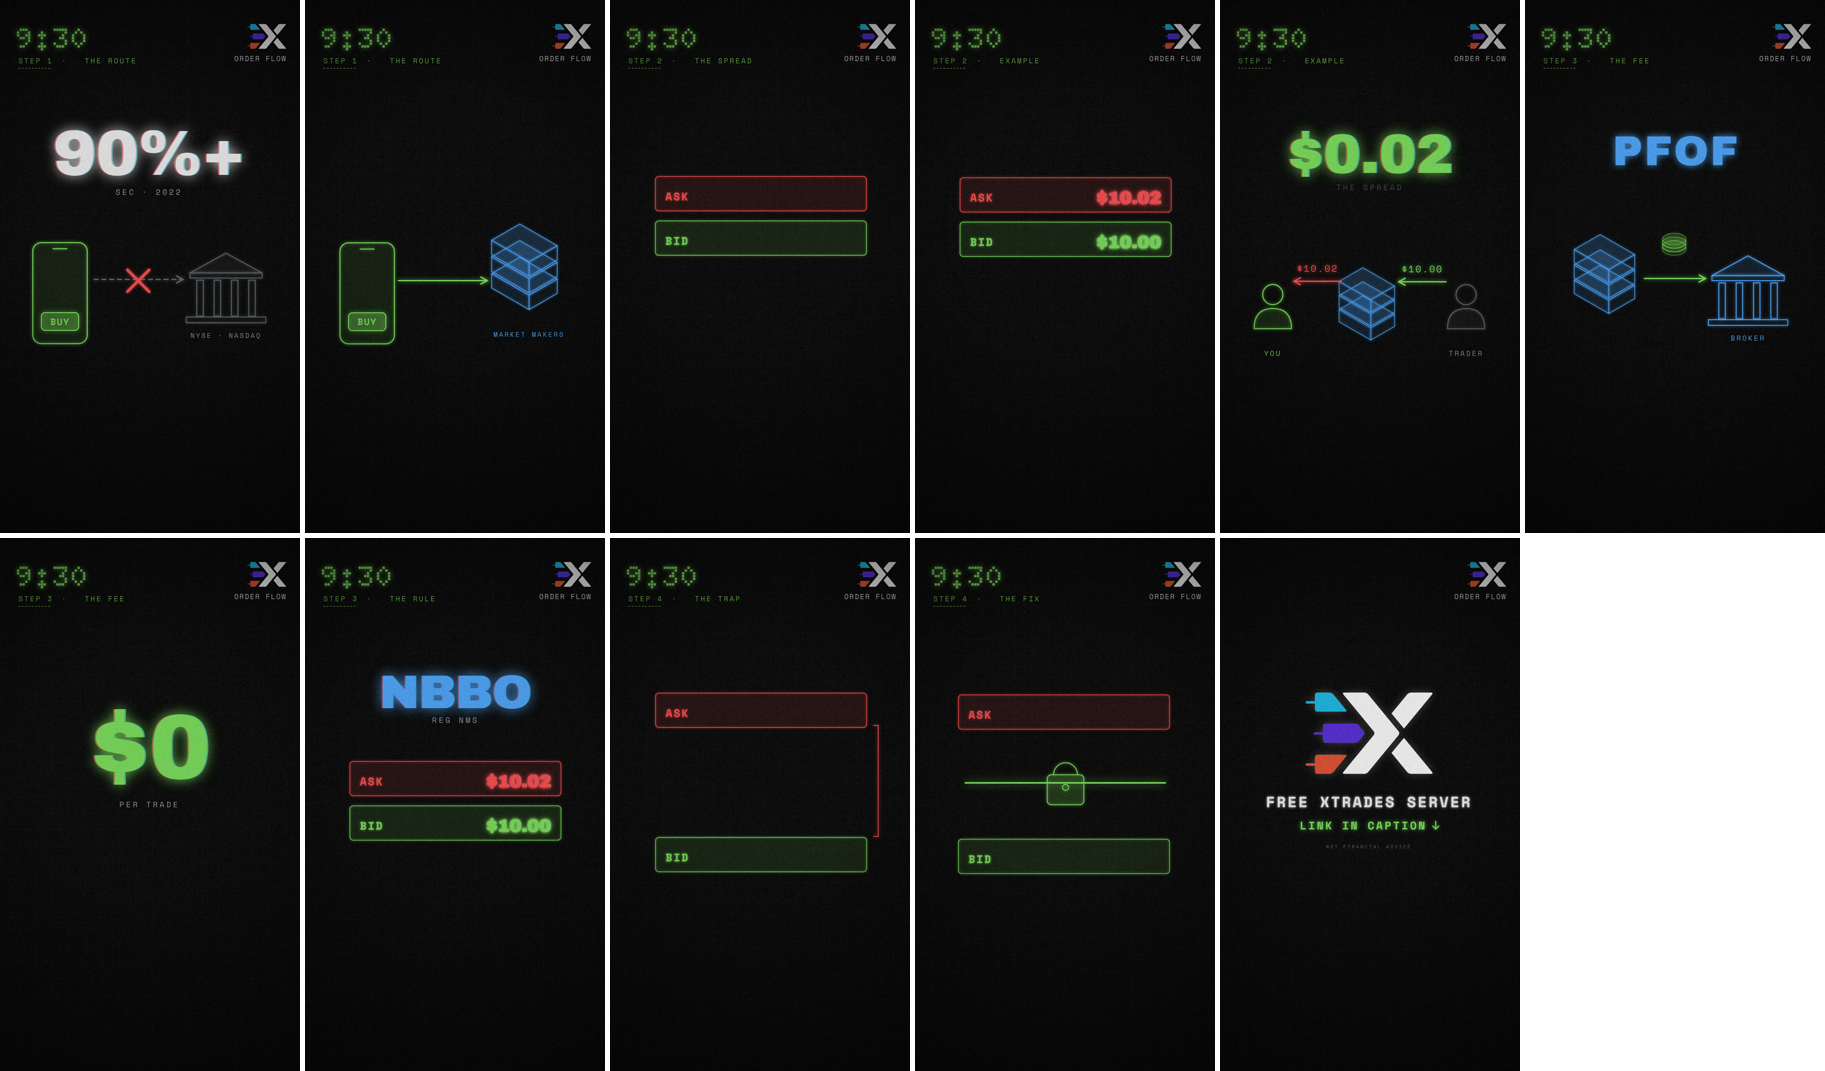 9:30
ORDER FLOW
STEP 1 · THE ROUTE
90%+
SEC · 2022
BUY
NYSE · NASDAQ
9:30
ORDER FLOW
STEP 1 · THE ROUTE
BUY
MARKET MAKERS
9:30
ORDER FLOW
STEP 2 · THE SPREAD
ASK
BID
9:30
ORDER FLOW
STEP 2 · EXAMPLE
ASK $10.02
BID $10.00
9:30
ORDER FLOW
STEP 2 · EXAMPLE
$0.02
THE SPREAD
$10.02 $10.00
YOU TRADER
9:30
ORDER FLOW
STEP 3 · THE FEE
PFOF
BROKER
9:30
X
ORDER FLOW
STEP 3 · THE FEE
$0
PER TRADE
9:30
ORDER FLOW
STEP 3 · THE RULE
NBBO
REG NMS
ASK $10.02
BID $10.00
9:30
ORDER FLOW
STEP 4 · THE TRAP
ASK
BID
9:30
ORDER FLOW
STEP 4 · THE FIX
ASK
BID
ORDER FLOW
FREE XTRADES SERVER
LINK IN CAPTION ↓
NOT FINANCIAL ADVICE